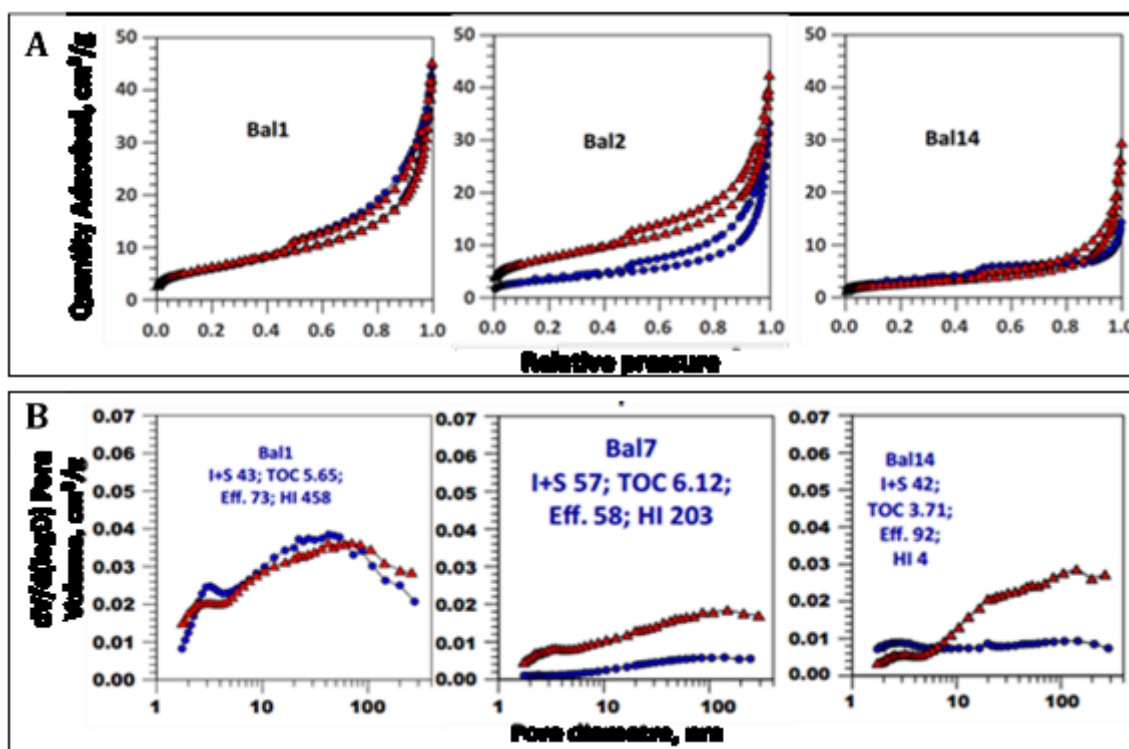 A
Quantity Adsorbed, cm³/g
50
40
30
20
10
0
Bal1
0.0 0.2 0.4 0.6 0.8 1.0
50
40
30
20
10
0
Bal2
0.0 0.2 0.4 0.6 0.8 1.0
50
40
30
20
10
0
Bal14
0.0 0.2 0.4 0.6 0.8 1.0
Relative pressure
B
dV/d(logD) Pore
Volume, cm³/g
0.07
0.06
0.05
0.04
0.03
0.02
0.01
0.00
Bal1
I+S 43; TOC 5.65;
Eff. 73; HI 458
1 10 100
0.07
0.06
0.05
0.04
0.03
0.02
0.01
0.00
Bal7
I+S 57; TOC 6.12;
Eff. 58; HI 203
1 10 100
0.07
0.06
0.05
0.04
0.03
0.02
0.01
0.00
Bal14
I+S 42;
TOC 3.71;
Eff. 92;
HI 4
1 10 100
Pore diametre, nm